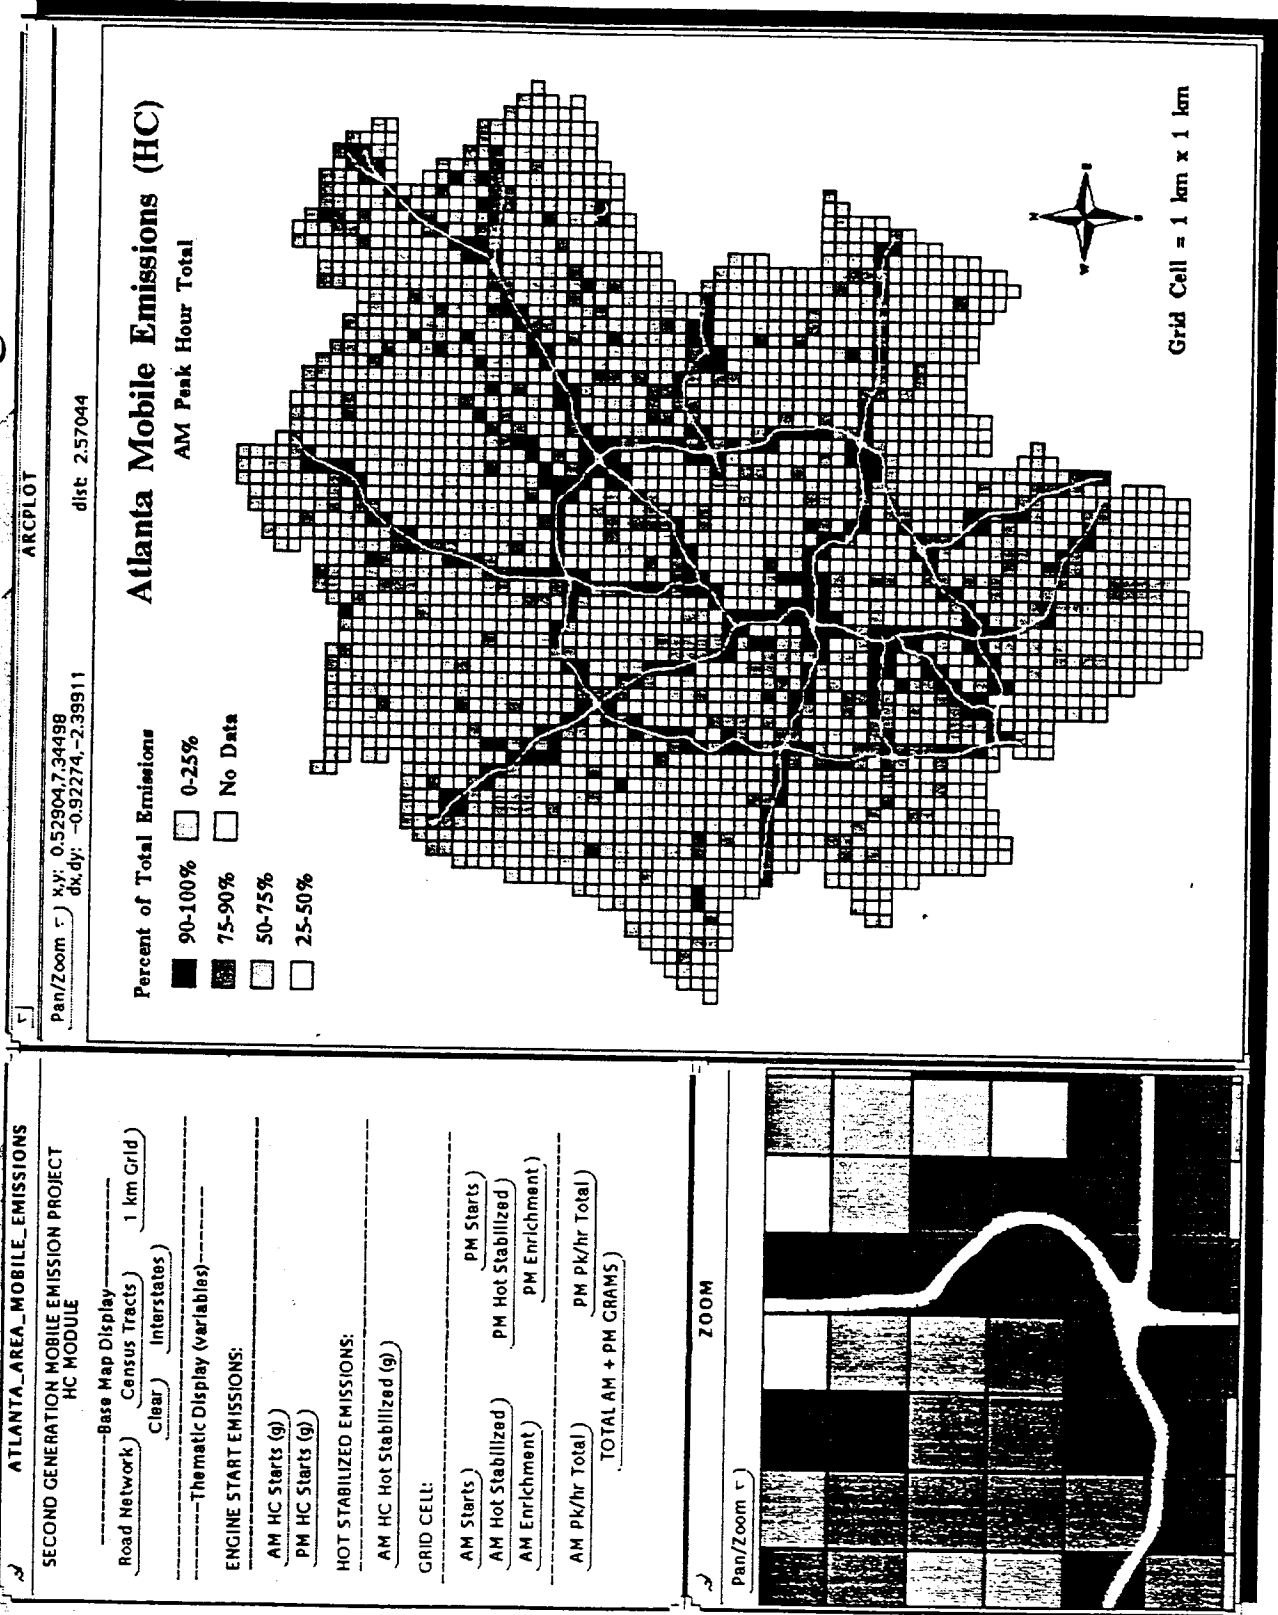 ATLANTA_AREA_MOBILE_EMISSIONS
SECOND GENERATION MOBILE EMISSION PROJECT
HC MODULE
---------Base Map Display---------
Road Network Census Tracts 1 km Grid
Clear Interstates
--------Thematic Display (variables)--------
ENGINE START EMISSIONS:
AM HC Starts (g)
PM HC Starts (g)
HOT STABILIZED EMISSIONS:
AM HC Hot Stabilized (g)
GRID CELL:
AM Starts PM Starts
AM Hot Stabilized PM Hot Stabilized
AM Enrichment PM Enrichment
AM Pk/hr Total PM Pk/hr Total
TOTAL AM + PM GRAMS
ZOOM
Pan/Zoom
ARCPLOT
Pan/Zoom x,y: 0.52904,7.34498
dx,dy: -0.92274,-2.39911 dist: 2.57044
Atlanta Mobile Emissions (HC)
AM Peak Hour Total
Percent of Total Emissions
90-100% 0-25%
75-90% No Data
50-75%
25-50%
N
W E
S
Grid Cell = 1 km x 1 km